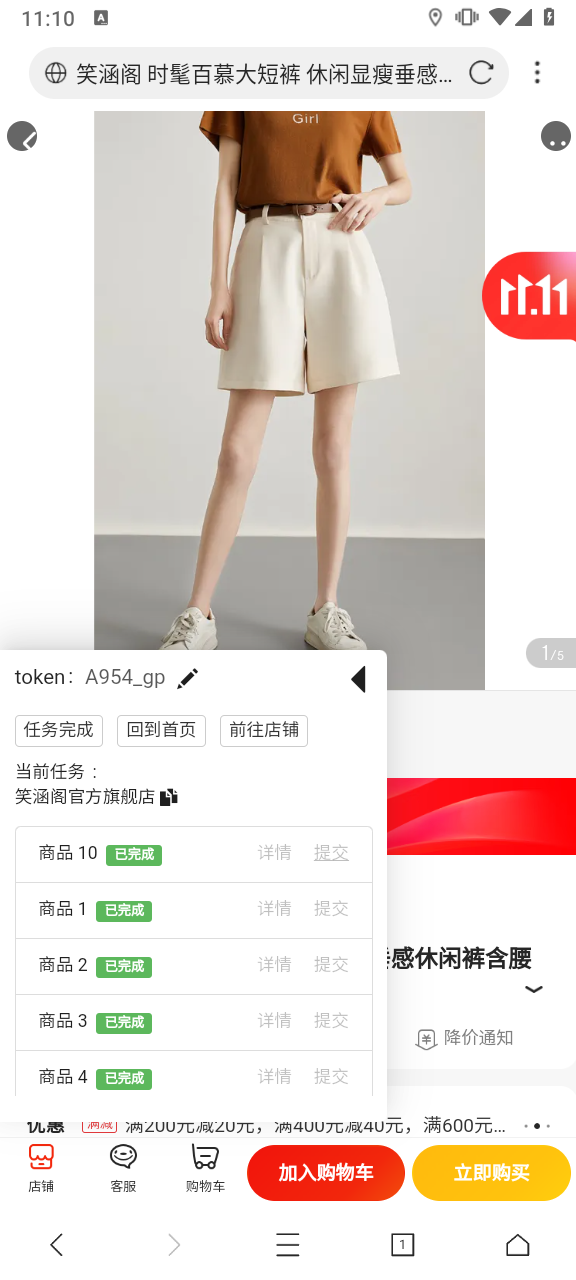 11:10
A
笑涵阁 时髦百慕大短裤 休闲显瘦垂感...
Girl
11.11
1/5
token: A954_gp
任务完成 回到首页 前往店铺
当前任务：
笑涵阁官方旗舰店
商品 10 已完成 详情 提交
商品 1 已完成 详情 提交
商品 2 已完成 详情 提交
感休闲裤含腰
商品 3 已完成 详情 提交
降价通知
商品 4 已完成 详情 提交
优惠 满减 满200元减20元，满400元减40元，满600元...
店铺 客服 购物车 加入购物车 立即购买
1